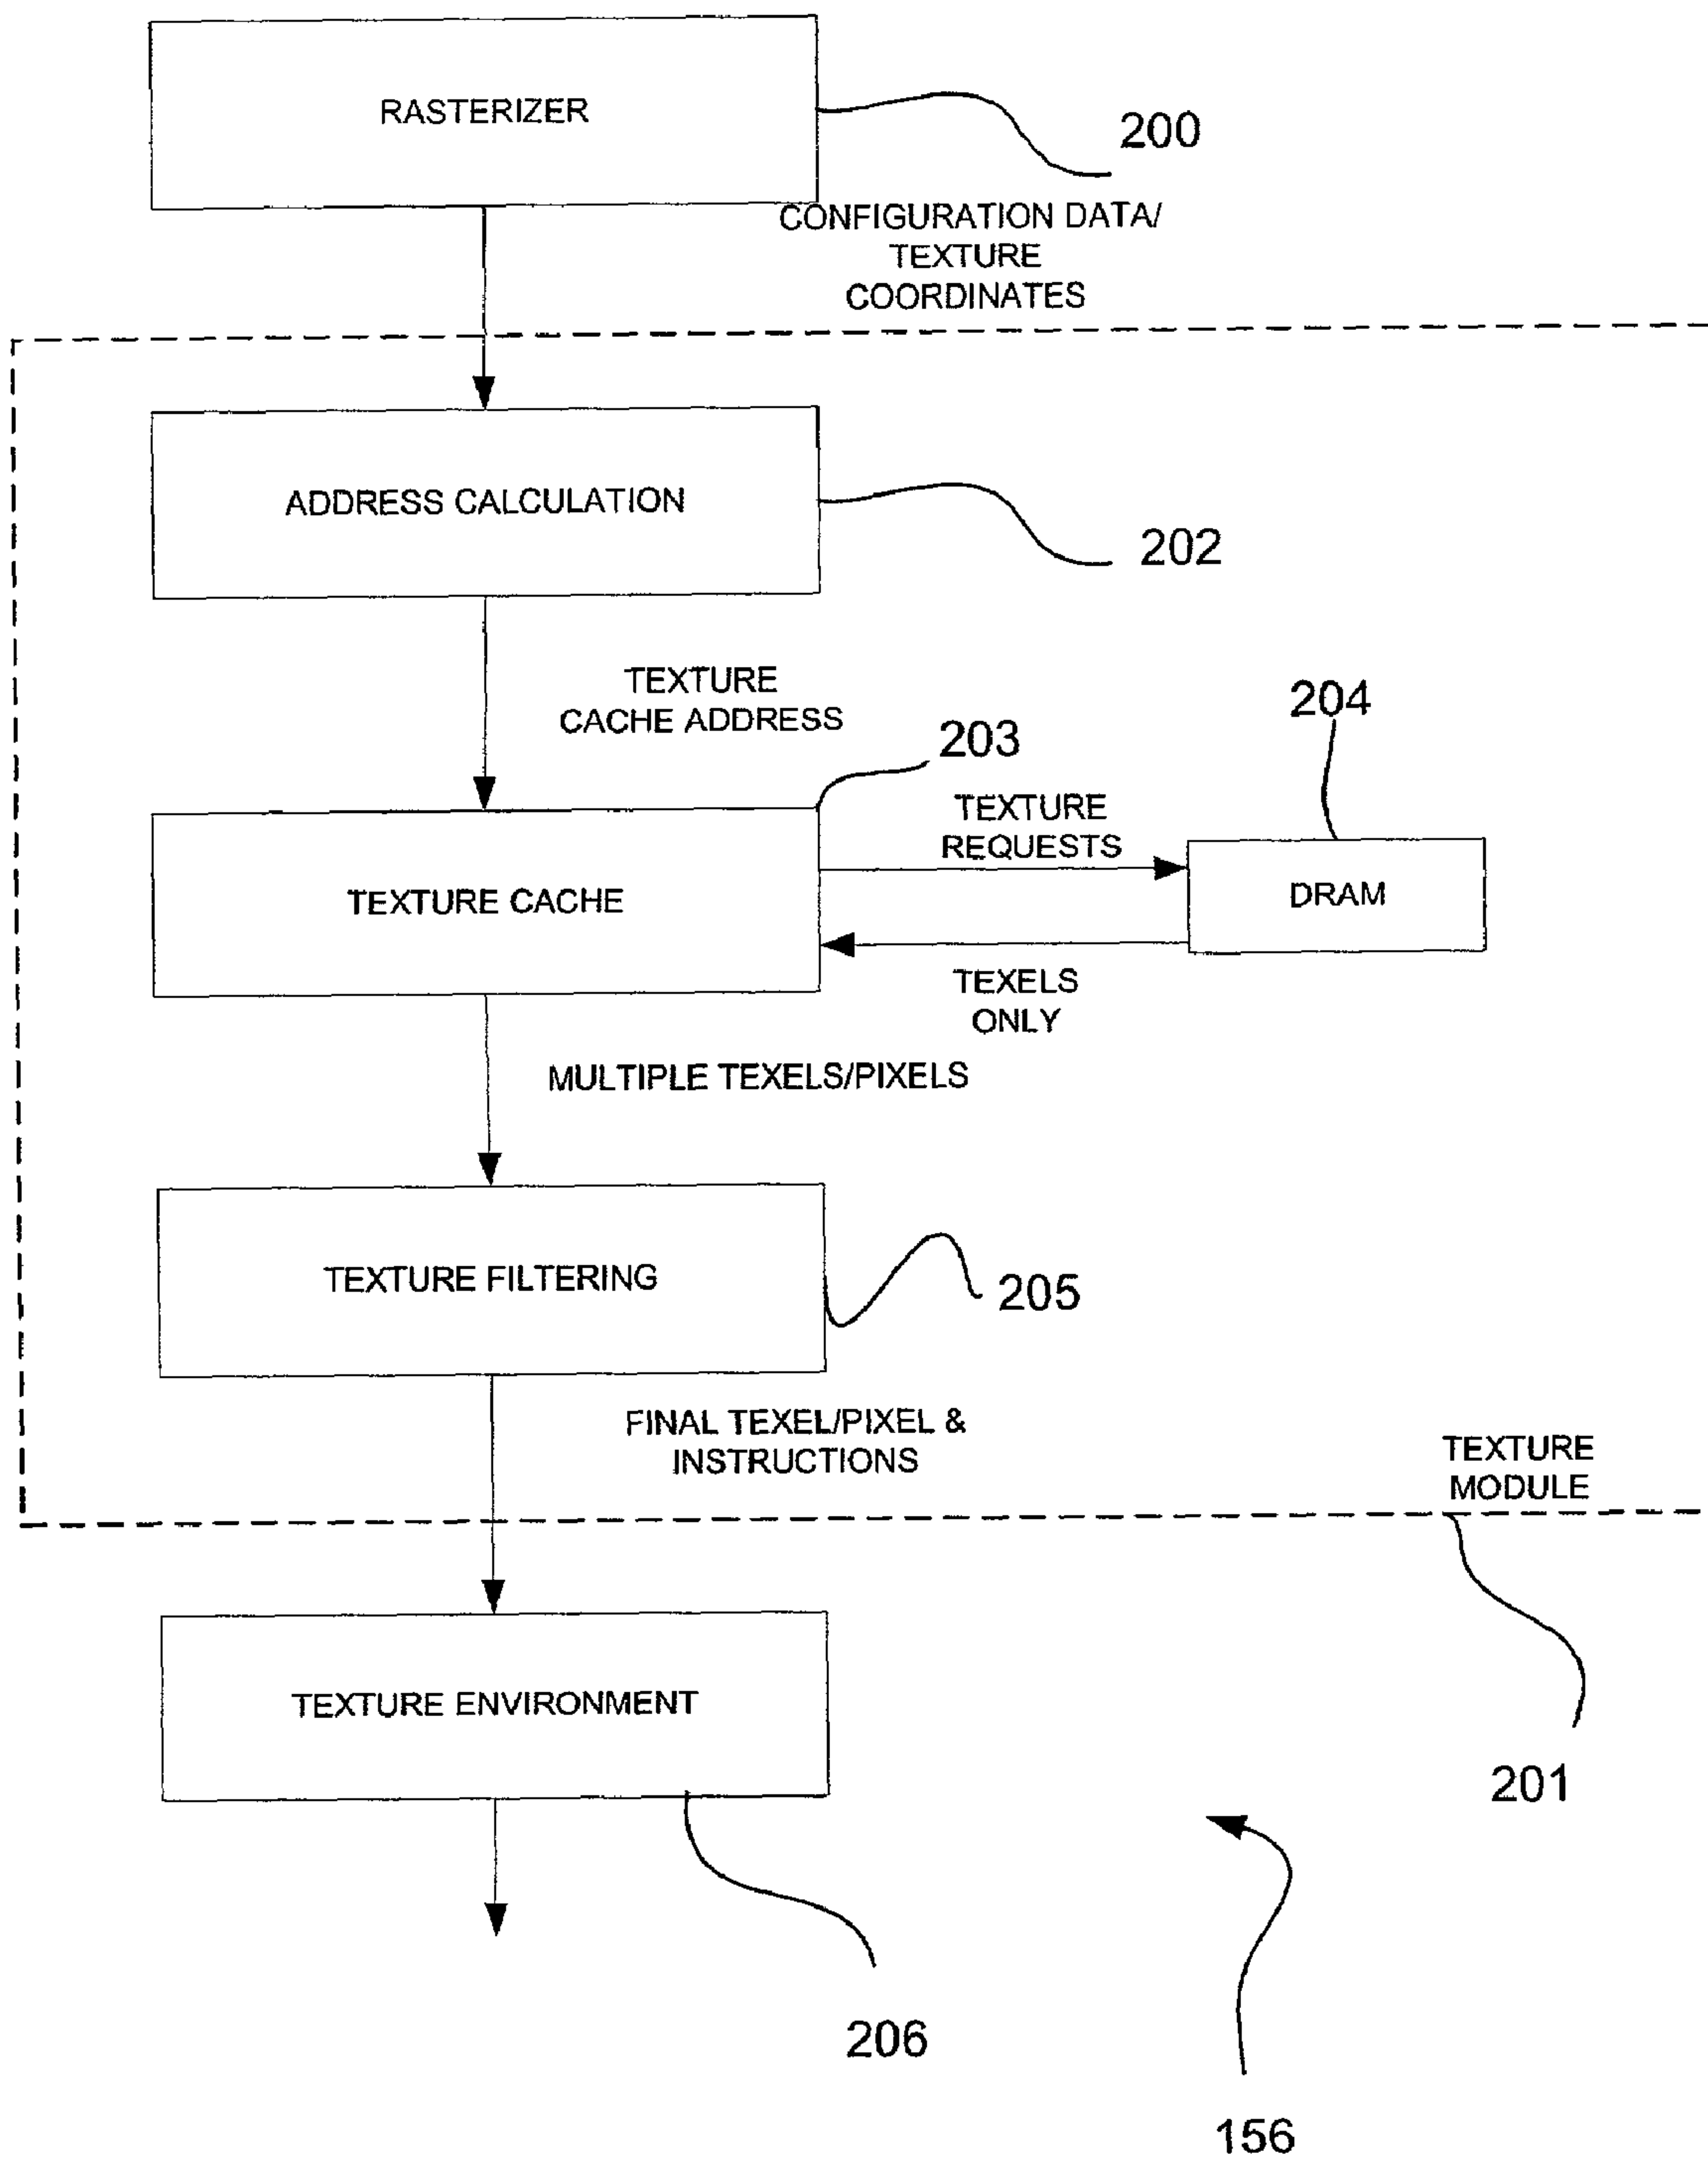 RASTERIZER
200
CONFIGURATION DATA/
TEXTURE
COORDINATES
ADDRESS CALCULATION
202
TEXTURE
CACHE ADDRESS
203
204
TEXTURE
REQUESTS
TEXTURE CACHE
DRAM
TEXELS
ONLY
MULTIPLE TEXELS/PIXELS
TEXTURE FILTERING
205
FINAL TEXEL/PIXEL &
INSTRUCTIONS
TEXTURE
MODULE
TEXTURE ENVIRONMENT
201
206
156